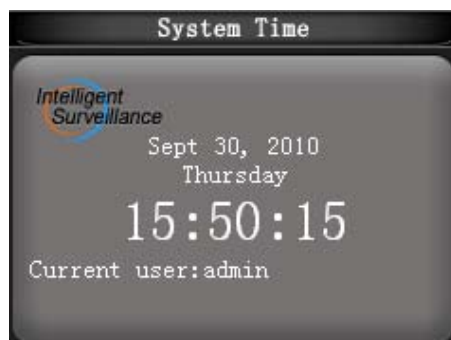 System Time
Intelligent
Surveillance
Sept 30, 2010
Thursday
15:50:15
Current user:admin